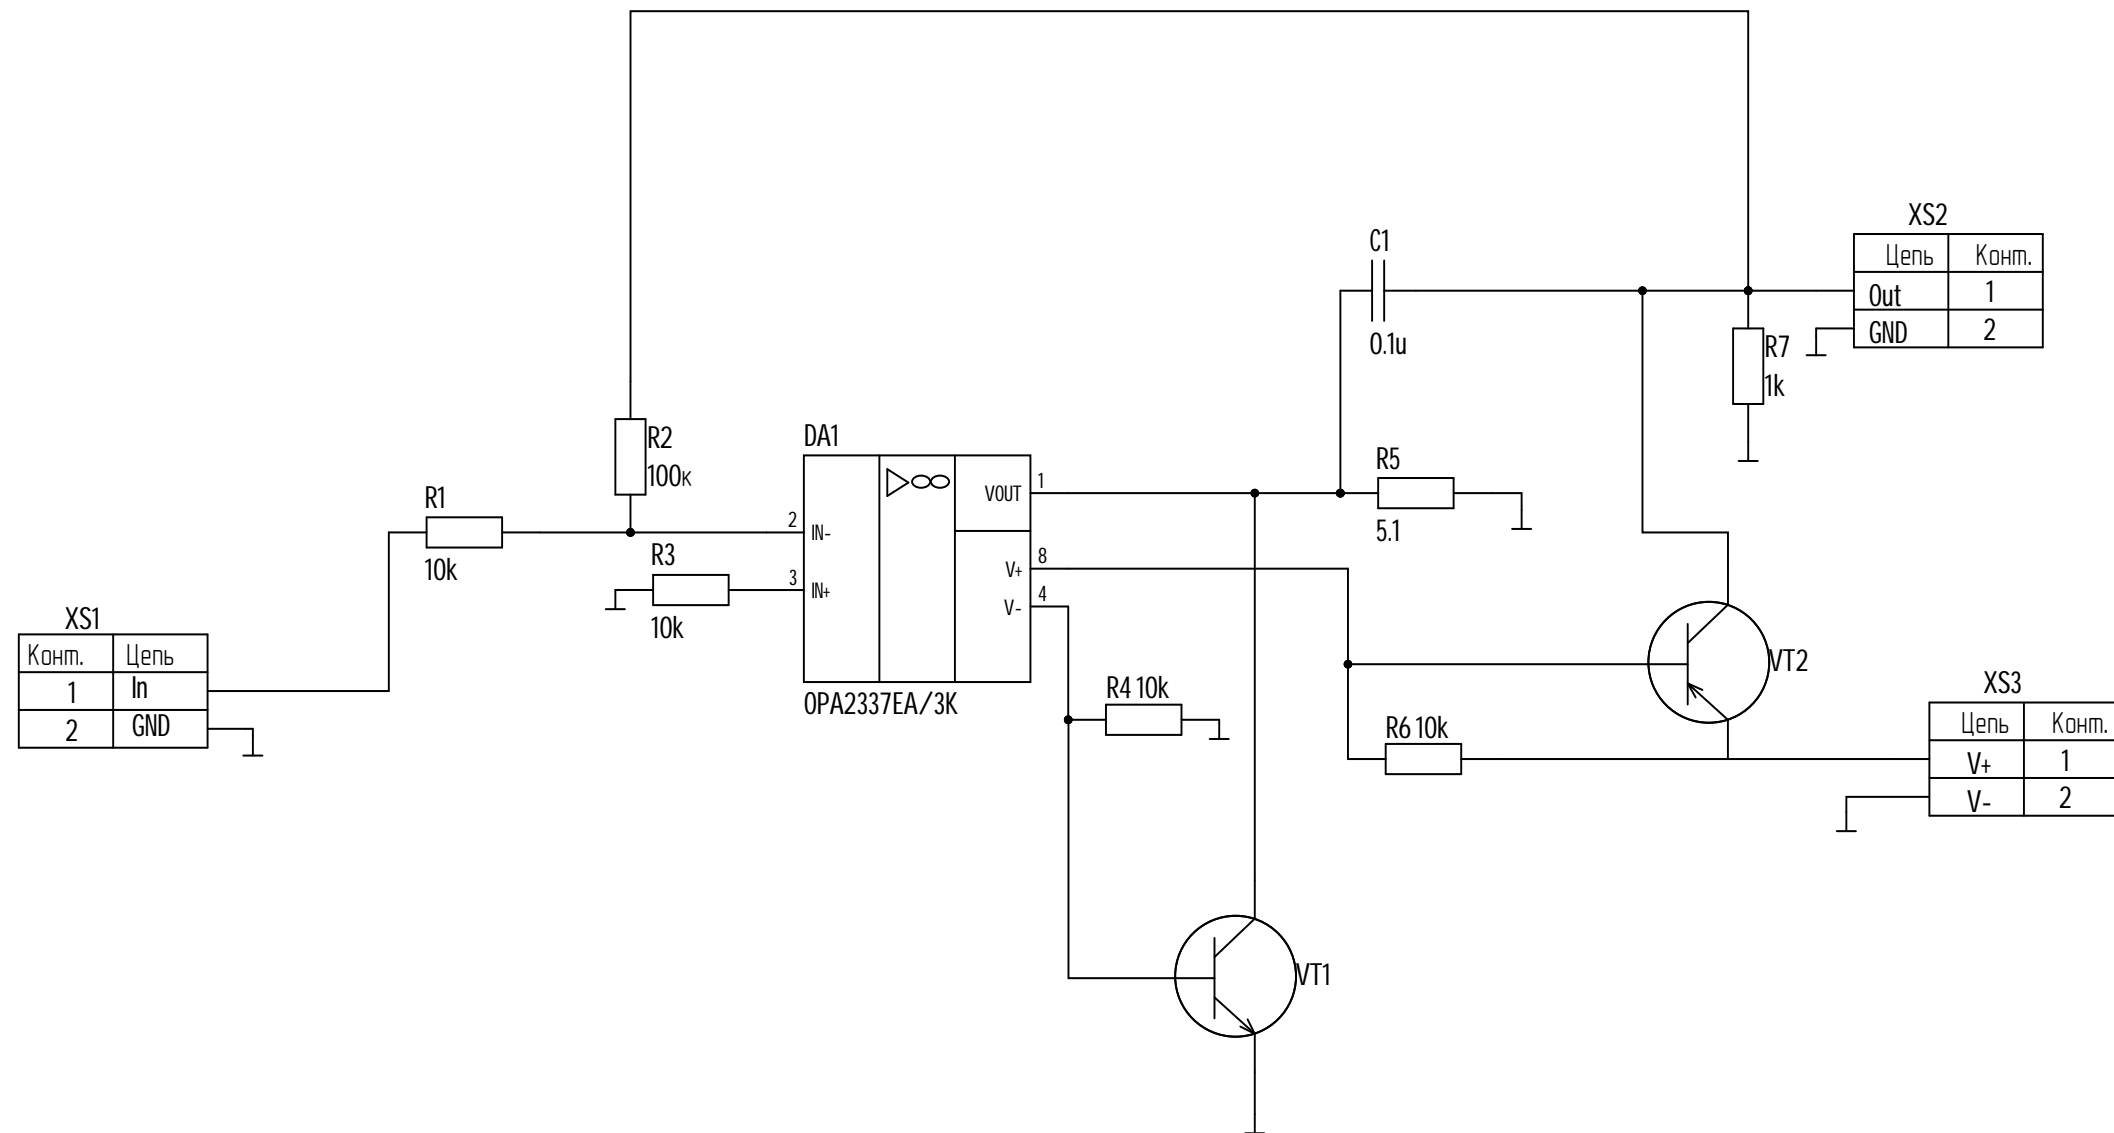 XS2
Цепь Конт.
Out 1
GND 2
C1
0.1u
R7
1k
R2
100к
DA1
R5
5.1
VOUT 1
R1
10k
2 IN-
R3
10k
3 IN+
8 V+
4 V-
OPA2337EA/3K
XS1
Конт. Цепь
1 In
2 GND
R4 10k
R6 10k
VT2
XS3
Цепь Конт.
V+ 1
V- 2
VT1